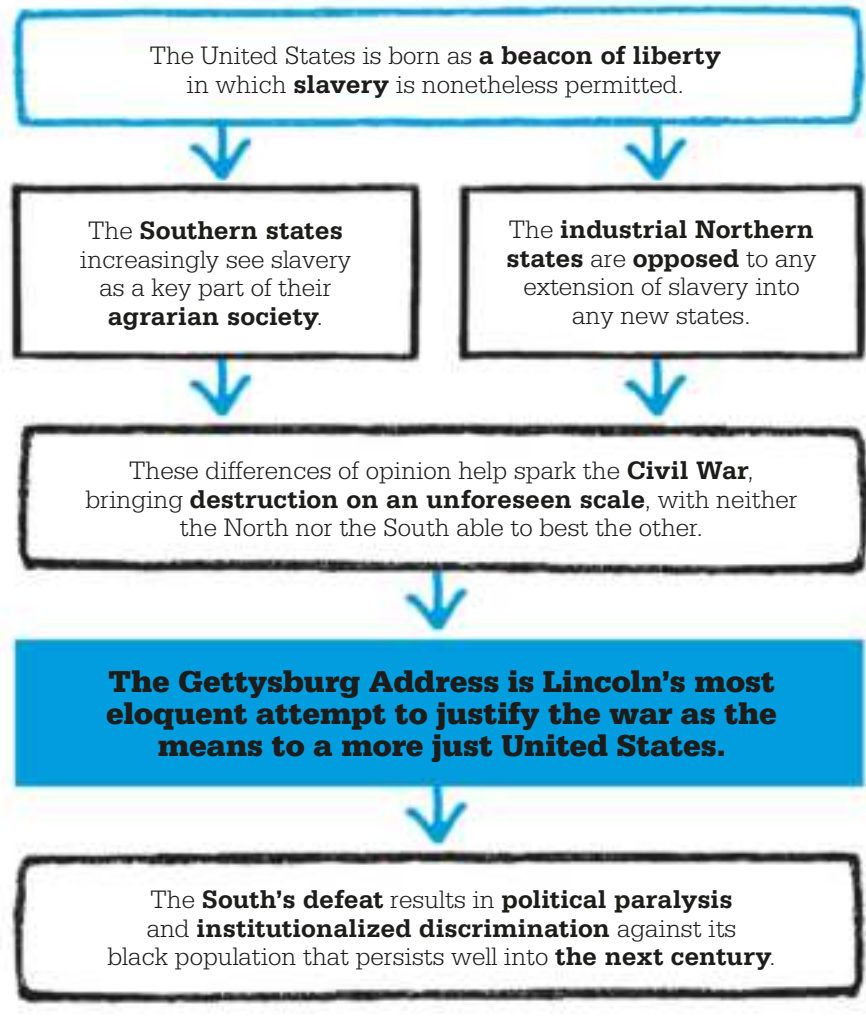 The United States is born as a beacon of liberty
in which slavery is nonetheless permitted.
The Southern states
increasingly see slavery
as a key part of their
agrarian society.
The industrial Northern
states are opposed to any
extension of slavery into
any new states.
These differences of opinion help spark the Civil War,
bringing destruction on an unforeseen scale, with neither
the North nor the South able to best the other.
The Gettysburg Address is Lincoln’s most
eloquent attempt to justify the war as the
means to a more just United States.
The South’s defeat results in political paralysis
and institutionalized discrimination against its
black population that persists well into the next century.